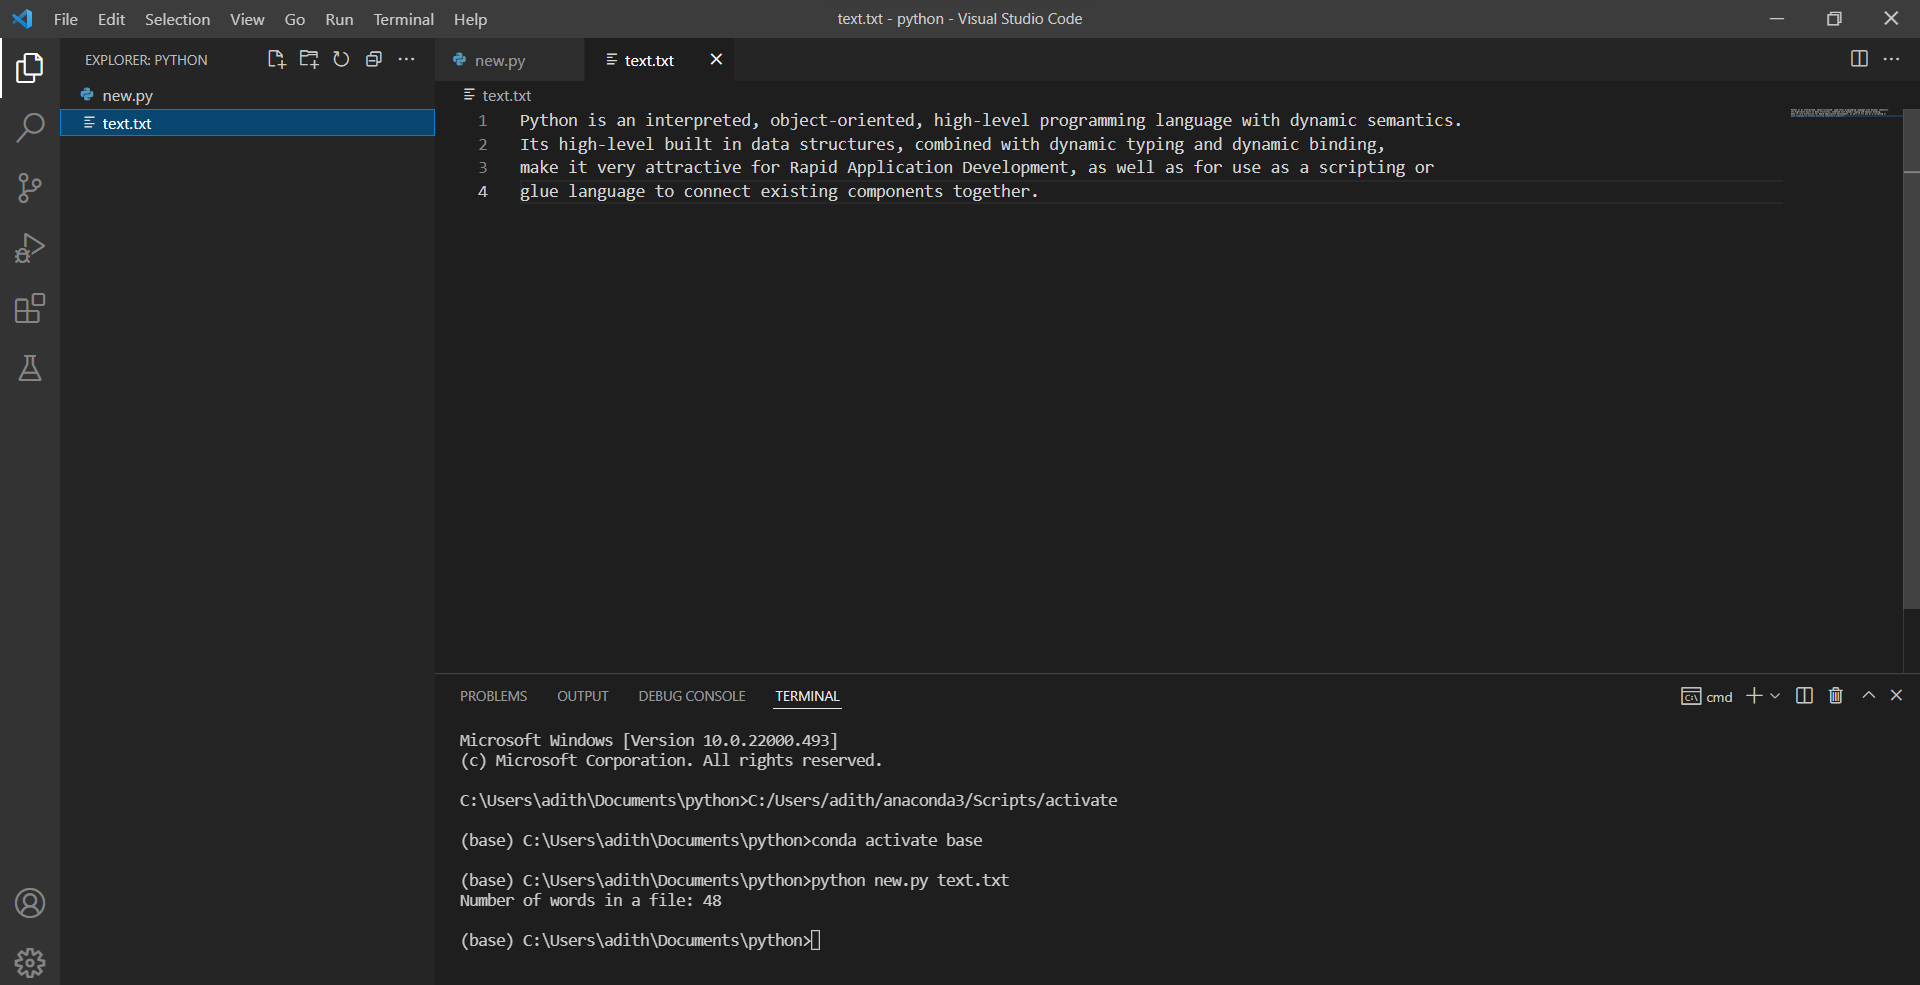 File Edit Selection View Go Run Terminal Help
text.txt - python - Visual Studio Code
EXPLORER: PYTHON
new.py
text.txt
new.py
text.txt
text.txt
1 Python is an interpreted, object-oriented, high-level programming language with dynamic semantics.
2 Its high-level built in data structures, combined with dynamic typing and dynamic binding,
3 make it very attractive for Rapid Application Development, as well as for use as a scripting or
4 glue language to connect existing components together.
PROBLEMS OUTPUT DEBUG CONSOLE TERMINAL
cmd
Microsoft Windows [Version 10.0.22000.493]
(c) Microsoft Corporation. All rights reserved.
C:\Users\adith\Documents\python>C:/Users/adith/anaconda3/Scripts/activate
(base) C:\Users\adith\Documents\python>conda activate base
(base) C:\Users\adith\Documents\python>python new.py text.txt
Number of words in a file: 48
(base) C:\Users\adith\Documents\python>